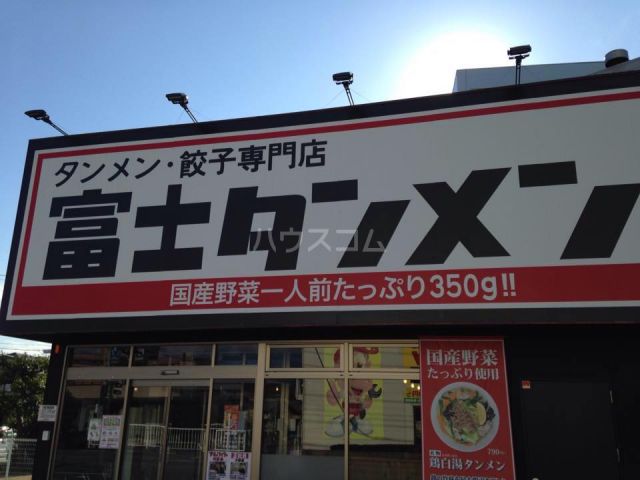 タンメン・餃子専門店
富士タンメン
ハウスコム
国産野菜一人前たっぷり350g!!
国産野菜
たっぷり使用
790
鶏白湯タンメン